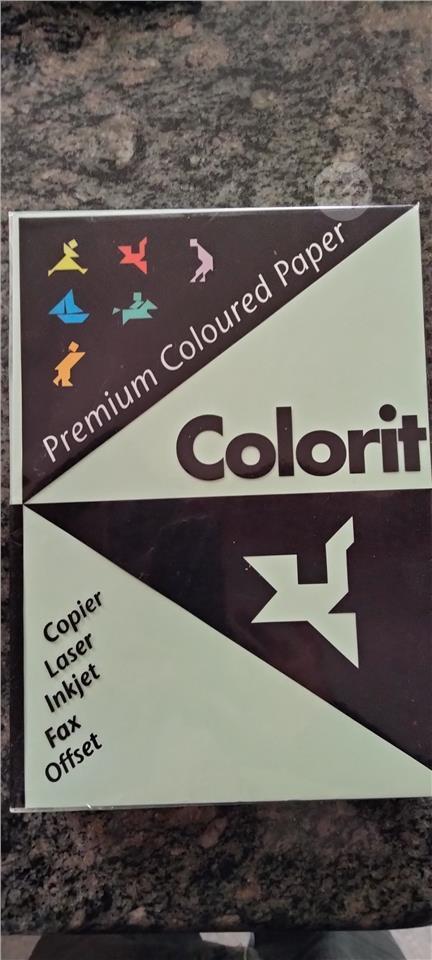 Premium Coloured Paper
Colorit
Copier
Laser
Inkjet
Fax
Offset